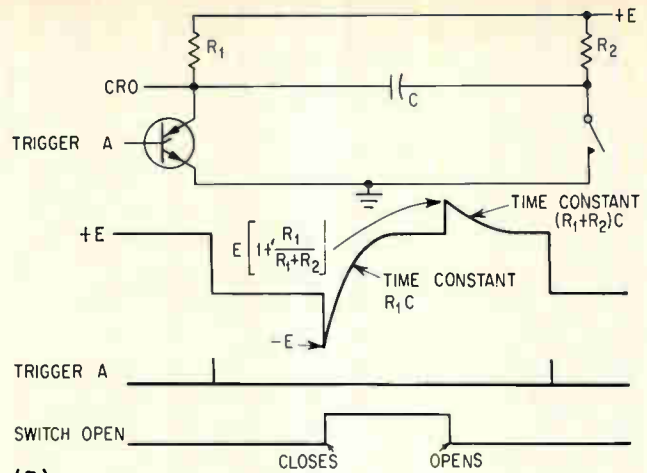 +E
R1
R2
CRO
C
TRIGGER A
TIME CONSTANT
(R1+R2)C
+E
E[1+R1/R1+R2]
TIME CONSTANT
R1C
-E
TRIGGER A
SWITCH OPEN
CLOSES
OPENS